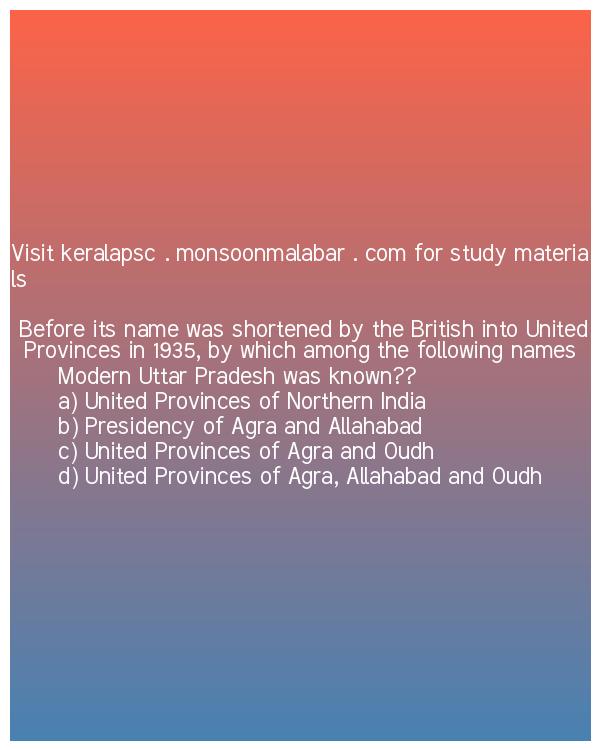 Visit keralapsc . monsoonmalabar . com for study materia
ls
Before its name was shortened by the British into United
Provinces in 1935, by which among the following names
Modern Uttar Pradesh was known??
a) United Provinces of Northern India
b) Presidency of Agra and Allahabad
c) United Provinces of Agra and Oudh
d) United Provinces of Agra, Allahabad and Oudh